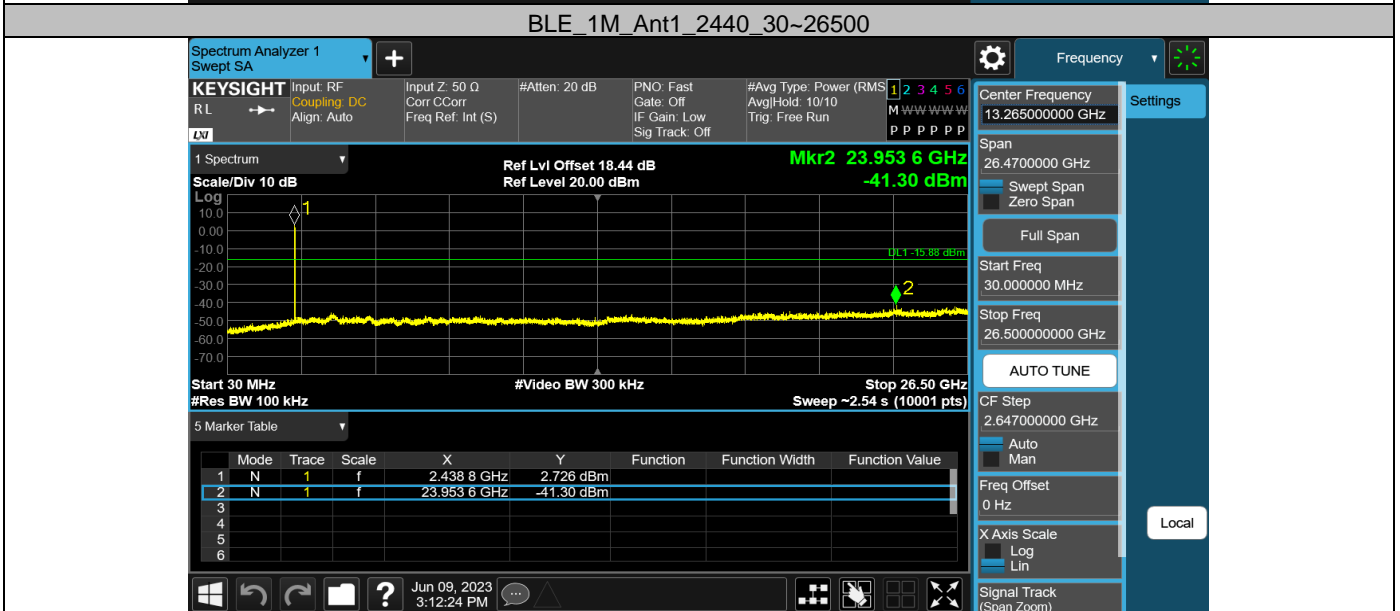 BLE_1M_Ant1_2440_30~26500
Spectrum Analyzer 1
Swept SA
Frequency
KEYSIGHT
RL
LXI
Input: RF
Coupling: DC
Align: Auto
Input Z: 50 Ω
Corr CCorr
Freq Ref: Int (S)
#Atten: 20 dB
PNO: Fast
Gate: Off
IF Gain: Low
Sig Track: Off
#Avg Type: Power (RMS
Avg|Hold: 10/10
Trig: Free Run
1 2 3 4 5 6
M W W W W W
P P P P P P
1 Spectrum
Scale/Div 10 dB
Ref Lvl Offset 18.44 dB
Ref Level 20.00 dBm
Mkr2 23.953 6 GHz
-41.30 dBm
Log
10.0
0.00
-10.0
-20.0
-30.0
-40.0
-50.0
-60.0
-70.0
1
DL1 -15.88 dBm
2
Start 30 MHz
#Video BW 300 kHz
Stop 26.50 GHz
#Res BW 100 kHz
Sweep ~2.54 s (10001 pts)
5 Marker Table
Mode Trace Scale X Y Function Function Width Function Value
1 N 1 f 2.438 8 GHz 2.726 dBm
2 N 1 f 23.953 6 GHz -41.30 dBm
3
4
5
6
Jun 09, 2023
3:12:24 PM
Center Frequency
13.265000000 GHz
Settings
Span
26.4700000 GHz
Swept Span
Zero Span
Full Span
Start Freq
30.000000 MHz
Stop Freq
26.500000000 GHz
AUTO TUNE
CF Step
2.647000000 GHz
Auto
Man
Freq Offset
0 Hz
Local
X Axis Scale
Log
Lin
Signal Track
(Span Zoom)